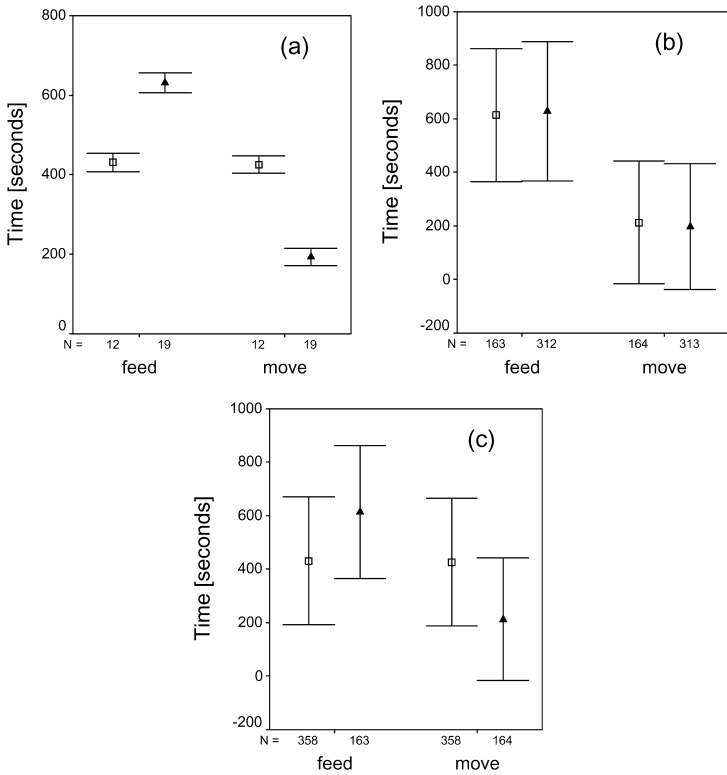 (a)
Time [seconds]
800
600
400
200
0
N = 12 19 12 19
feed move
(b)
Time [seconds]
1000
800
600
400
200
0
-200
N = 163 312 164 313
feed move
(c)
Time [seconds]
1000
800
600
400
200
0
-200
N = 358 163 358 164
feed move